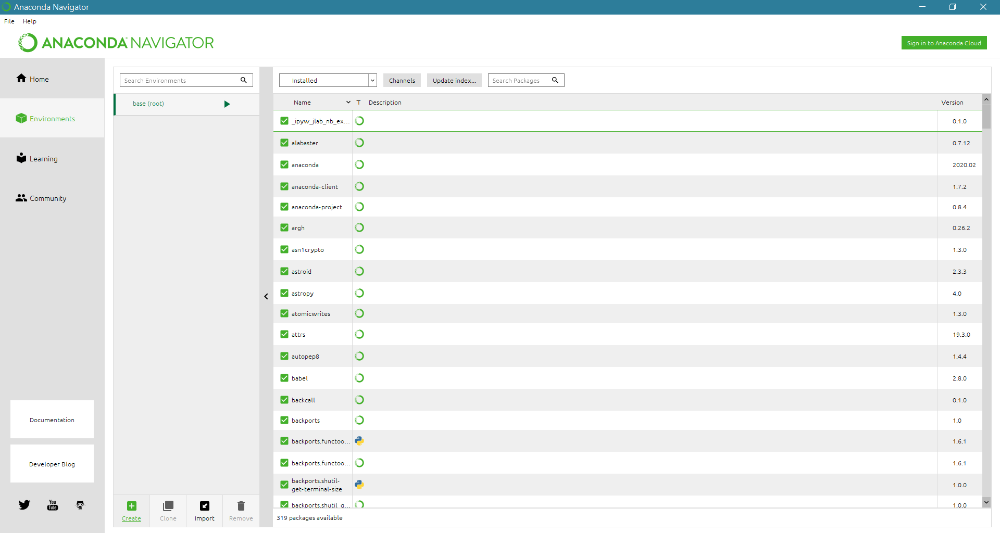 Anaconda Navigator
File Help
ANACONDA NAVIGATOR
Sign in to Anaconda Cloud
Home
Environments
Learning
Community
Documentation
Developer Blog
You
Tube
Search Environments
base (root)
Create Clone Import Remove
Installed Channels Update index... Search Packages
Name T Description Version
_ipyw_jlab_nb_ex... 0.1.0
alabaster 0.7.12
anaconda 2020.02
anaconda-client 1.7.2
anaconda-project 0.8.4
argh 0.26.2
asn1crypto 1.3.0
astroid 2.3.3
astropy 4.0
atomicwrites 1.3.0
attrs 19.3.0
autopep8 1.4.4
babel 2.8.0
backcall 0.1.0
backports 1.0
backports.functoo... 1.6.1
backports.functoo... 1.6.1
backports.shutil-
get-terminal-size 1.0.0
backports.shutil_g... 1.0.0
319 packages available